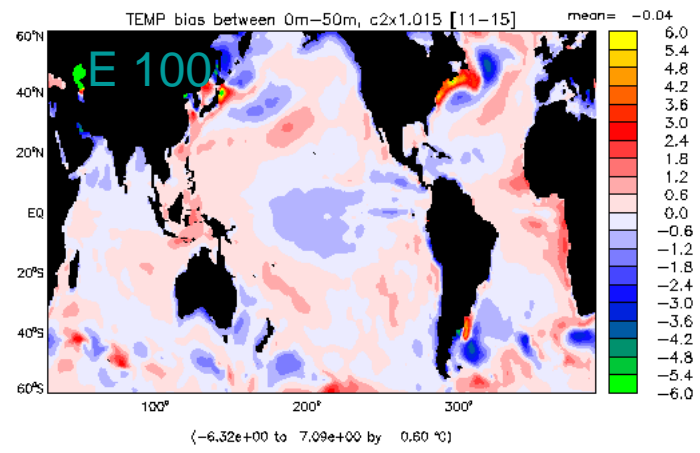 TEMP bias between 0m−50m, c2x1.015 [11−15]
mean= −0.04
E 100
60°N
40°N
20°N
EQ
20°S
40°S
60°S
100°
200°
300°
6.0
5.4
4.8
4.2
3.6
3.0
2.4
1.8
1.2
0.6
0.0
−0.6
−1.2
−1.8
−2.4
−3.0
−3.6
−4.2
−4.8
−5.4
−6.0
(−6.32e+00 to 7.09e+00 by 0.60 °C)